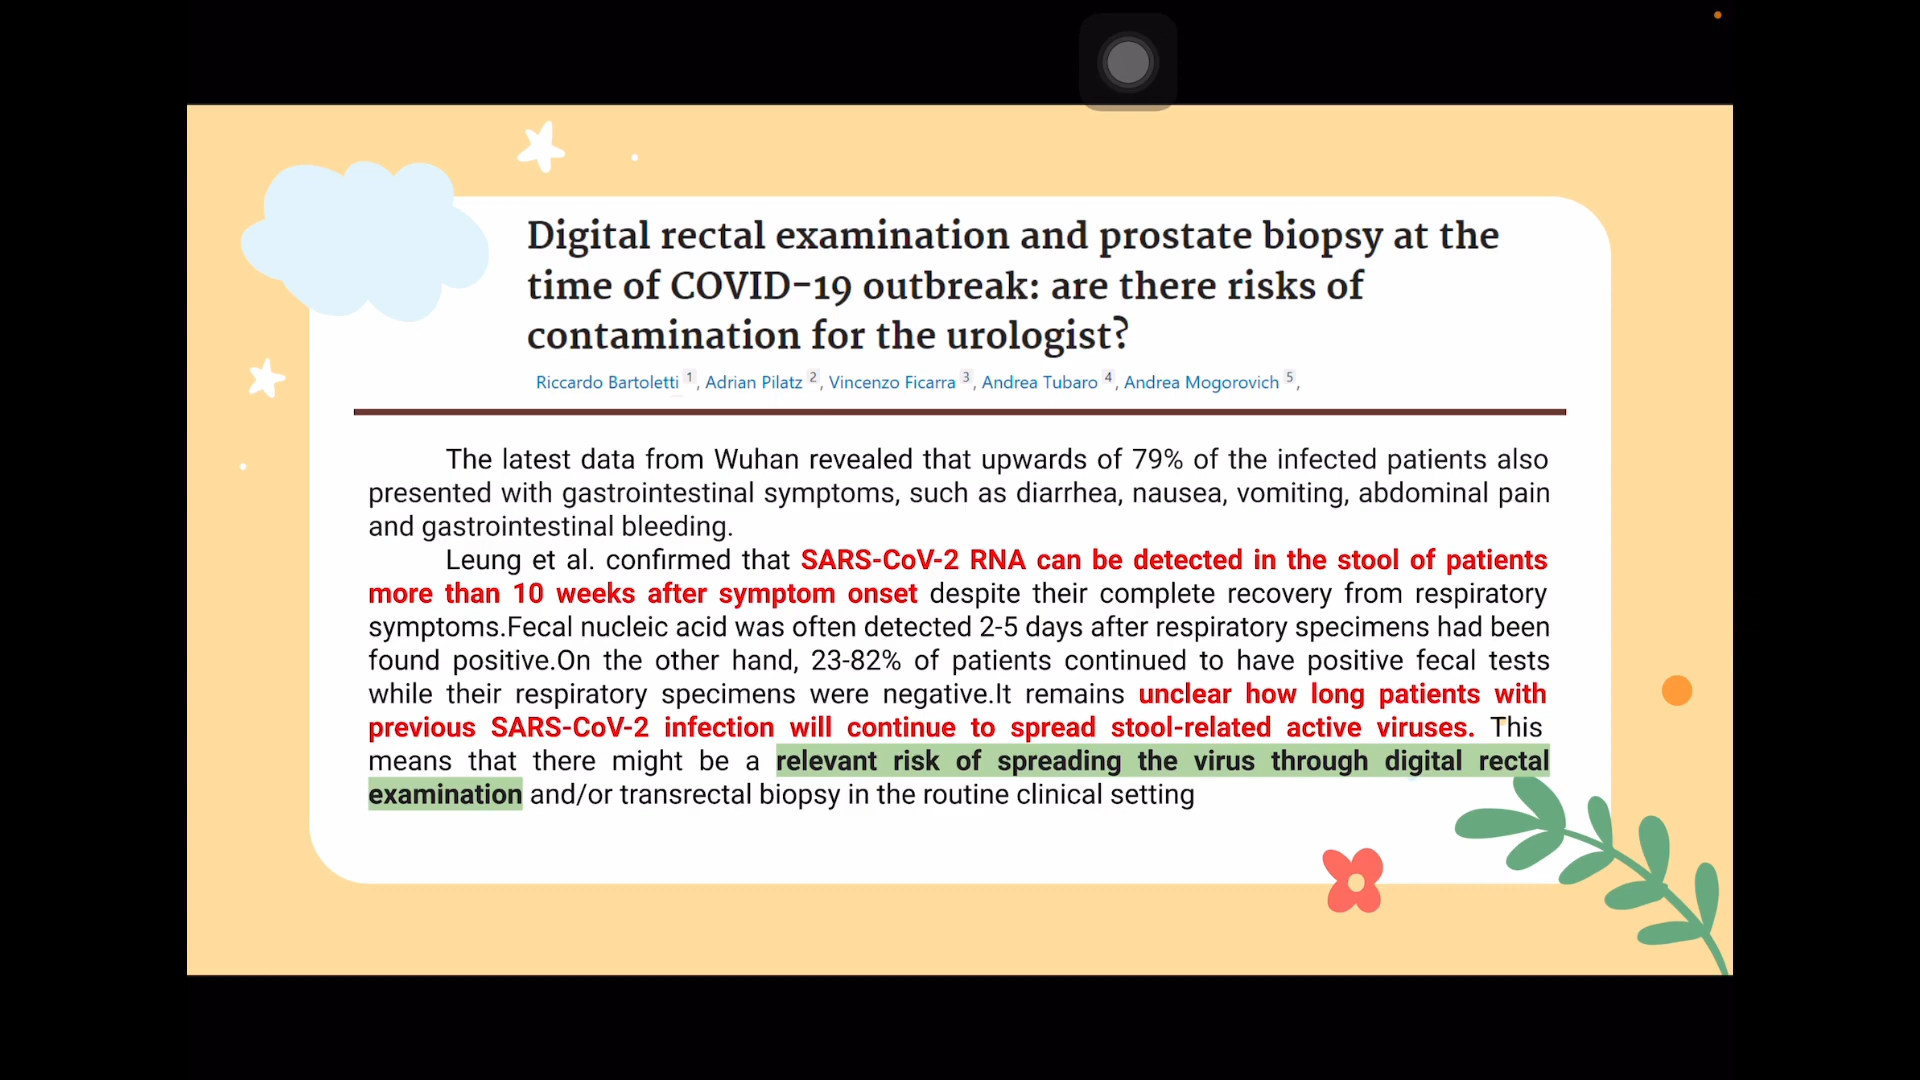 Digital rectal examination and prostate biopsy at the
time of COVID-19 outbreak: are there risks of
contamination for the urologist?
Riccardo Bartoletti 1, Adrian Pilatz 2, Vincenzo Ficarra 3, Andrea Tubaro 4, Andrea Mogorovich 5,
The latest data from Wuhan revealed that upwards of 79% of the infected patients also
presented with gastrointestinal symptoms, such as diarrhea, nausea, vomiting, abdominal pain
and gastrointestinal bleeding.
Leung et al. confirmed that SARS-CoV-2 RNA can be detected in the stool of patients
more than 10 weeks after symptom onset despite their complete recovery from respiratory
symptoms.Fecal nucleic acid was often detected 2-5 days after respiratory specimens had been
found positive.On the other hand, 23-82% of patients continued to have positive fecal tests
while their respiratory specimens were negative.It remains unclear how long patients with
previous SARS-CoV-2 infection will continue to spread stool-related active viruses. This
means that there might be a relevant risk of spreading the virus through digital rectal
examination and/or transrectal biopsy in the routine clinical setting